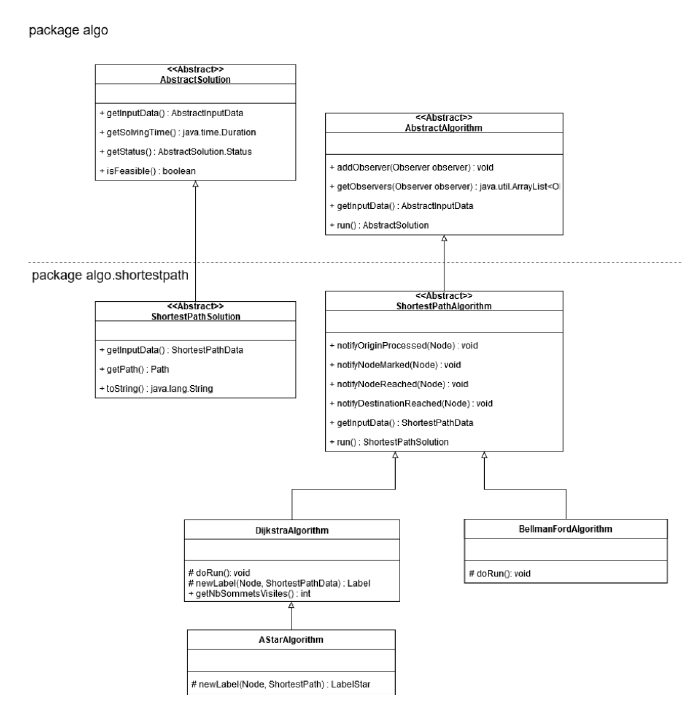 package algo
<<Abstract>>
AbstractSolution
+ getInputData() : AbstractInputData
+ getSolvingTime() : java.time.Duration
+ getStatus() : AbstractSolution.Status
+ isFeasible() : boolean
<<Abstract>>
AbstractAlgorithm
+ addObserver(Observer observer) : void
+ getObservers(Observer observer) : java.util.ArrayList<Ol
+ getInputData() : AbstractInputData
+ run() : AbstractSolution
package algo.shortestpath
<<Abstract>>
ShortestPathSolution
+ getInputData() : ShortestPathData
+ getPath() : Path
+ toString() : java.lang.String
<<Abstract>>
ShortestPathAlgorithm
+ notifyOriginProcessed(Node) : void
+ notifyNodeMarked(Node) : void
+ notifyNodeReached(Node) : void
+ notifyDestinationReached(Node) : void
+ getInputData() : ShortestPathData
+ run() : ShortestPathSolution
DijkstraAlgorithm
# doRun(): void
# newLabel(Node, ShortestPathData) : Label
+ getNbSommetsVisites() : int
BellmanFordAlgorithm
# doRun(): void
AStarAlgorithm
# newLabel(Node, ShortestPath) : LabelStar